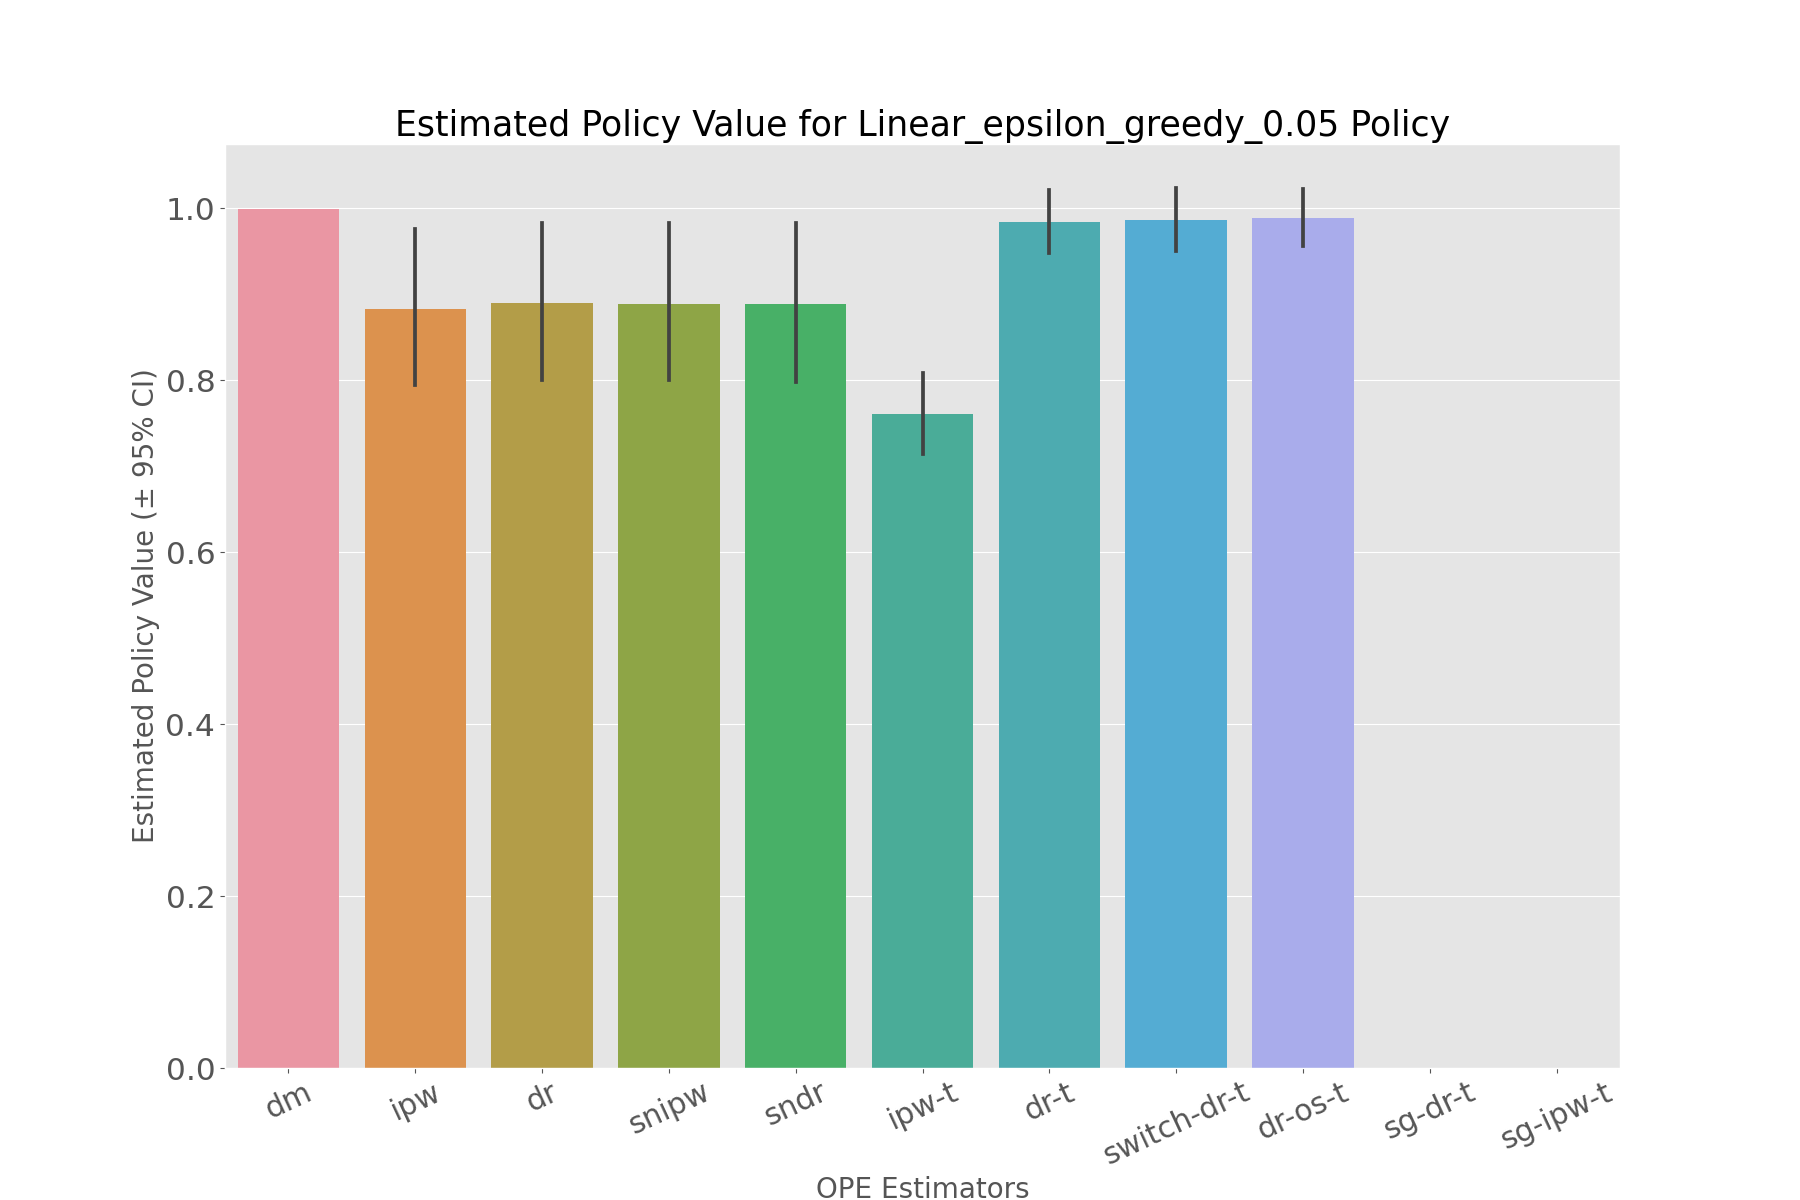 Estimated Policy Value for Linear_epsilon_greedy_0.05 Policy
Estimated Policy Value (± 95% CI)
1.0
0.8
0.6
0.4
0.2
0.0
dm
ipw
dr
snipw
sndr
ipw-t
dr-t
switch-dr-t
dr-os-t
sg-dr-t
sg-ipw-t
OPE Estimators